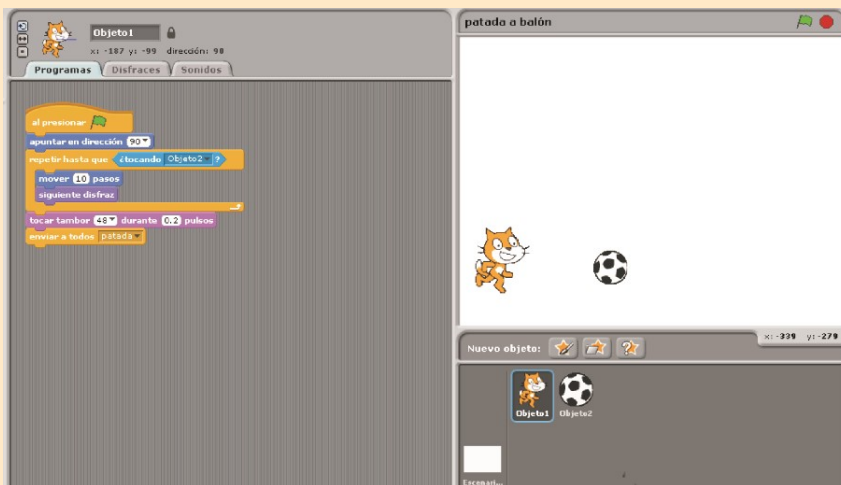 Objeto1
x: -187 y: -99 dirección: 90
Programas Disfraces Sonidos
al presionar
apuntar en dirección 90
repetir hasta que ¿tocando Objeto2 ?
mover 10 pasos
siguiente disfraz
tocar tambor 48 durante 0.2 pulsos
enviar a todos patada
patada a balón
x: -339 y: -279
Nuevo objeto:
Objeto1 Objeto2
Escenari...